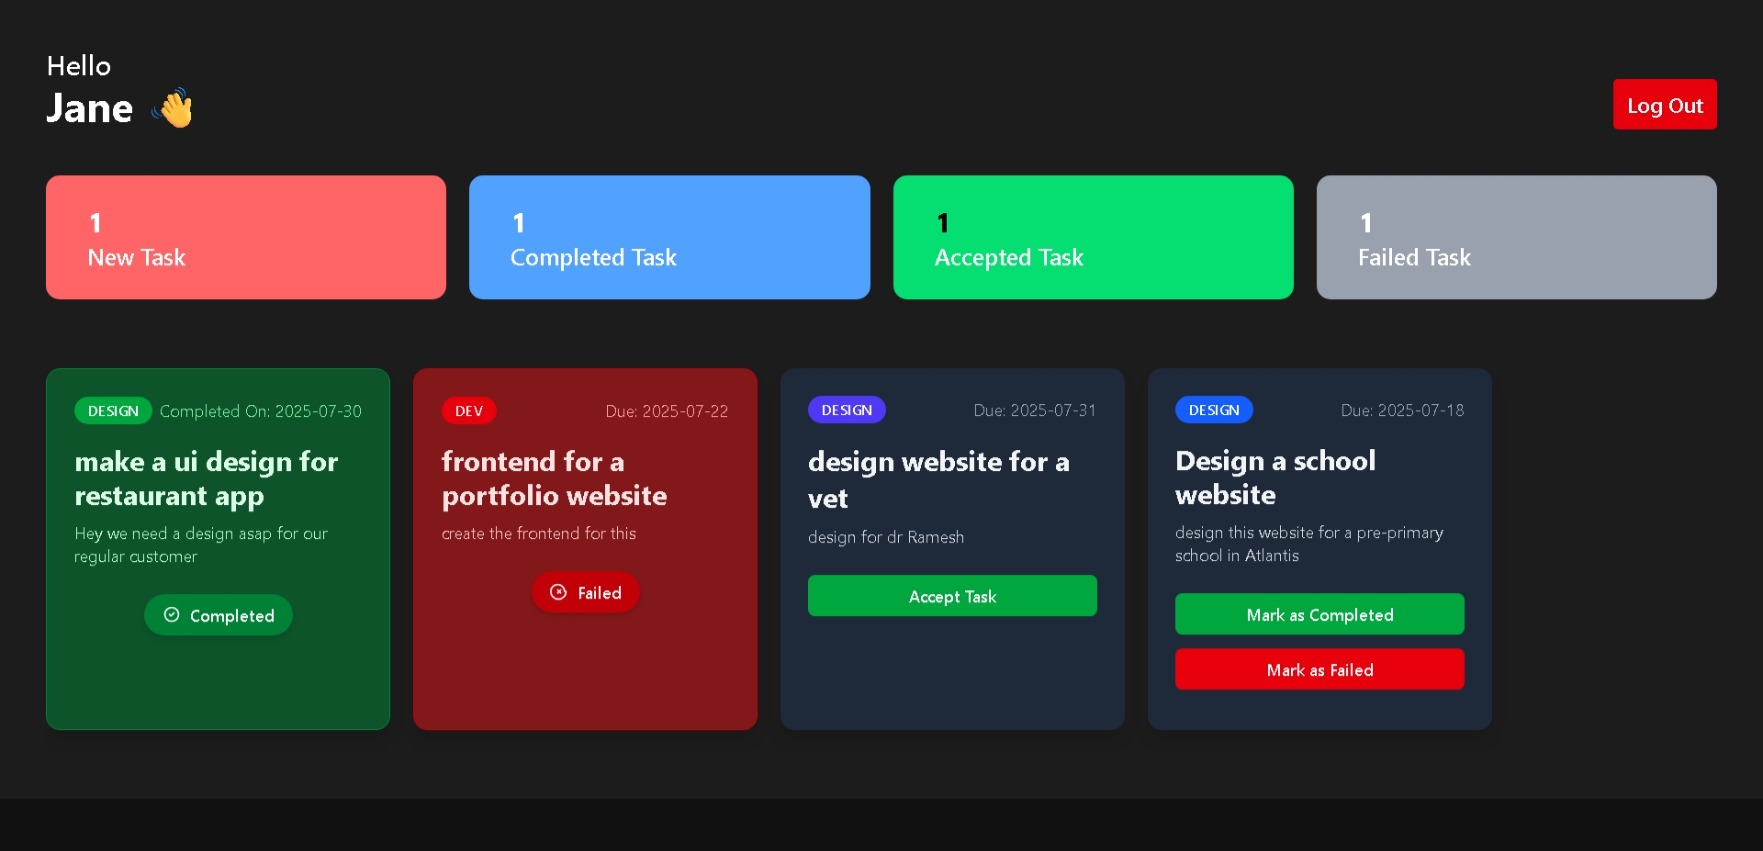 Hello
Jane 👋
Log Out
1
New Task
1
Completed Task
1
Accepted Task
1
Failed Task
DESIGN Completed On: 2025-07-30
make a ui design for
restaurant app
Hey we need a design asap for our
regular customer
Completed
DEV Due: 2025-07-22
frontend for a
portfolio website
create the frontend for this
Failed
DESIGN Due: 2025-07-31
design website for a
vet
design for dr Ramesh
Accept Task
DESIGN Due: 2025-07-18
Design a school
website
design this website for a pre-primary
school in Atlantis
Mark as Completed
Mark as Failed